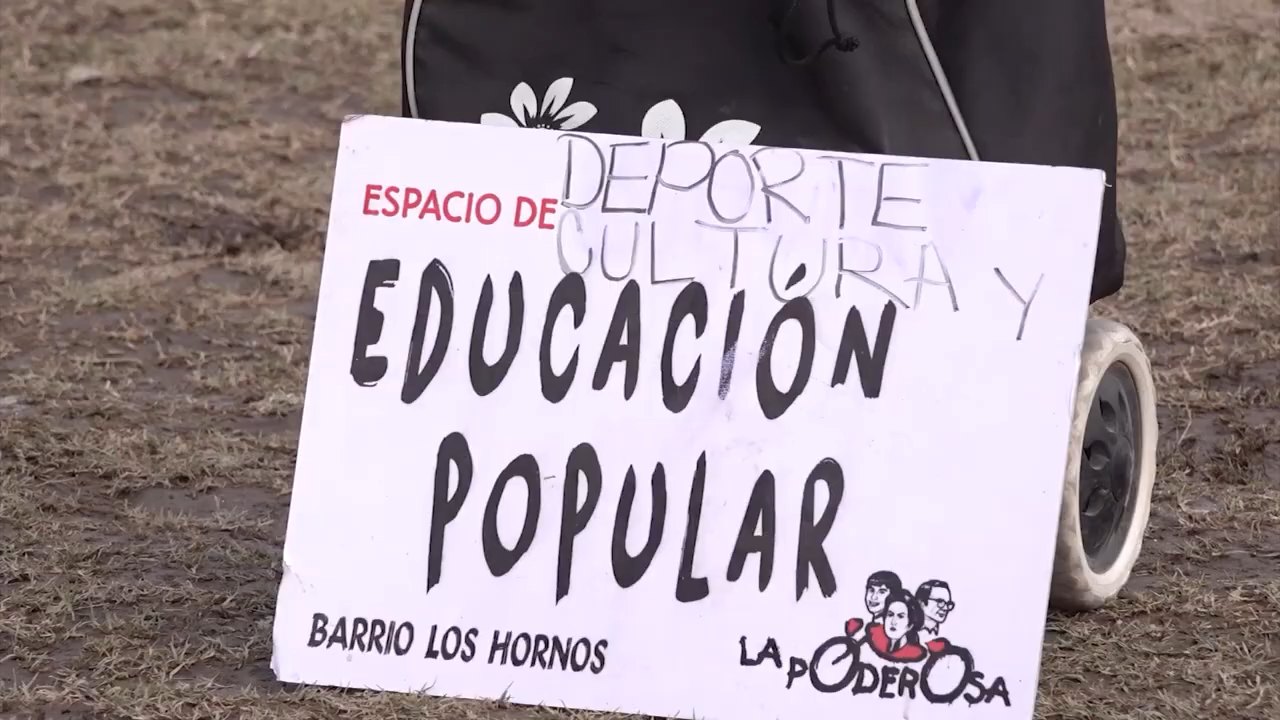 ESPACIO DE DEPORTE
CULTURA Y
EDUCACIÓN
POPULAR
BARRIO LOS HORNOS
LA PODEROSA